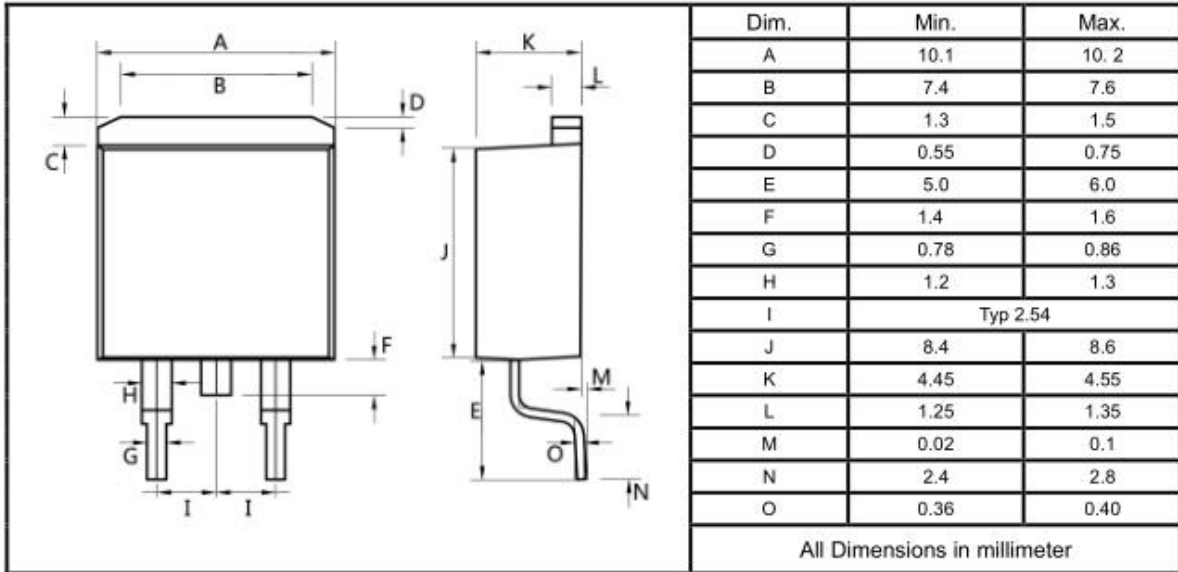 A
B
C
D
J
F
H
G
I I
K
L
M
E
O
N
Dim. Min. Max.
A 10.1 10. 2
B 7.4 7.6
C 1.3 1.5
D 0.55 0.75
E 5.0 6.0
F 1.4 1.6
G 0.78 0.86
H 1.2 1.3
I Typ 2.54
J 8.4 8.6
K 4.45 4.55
L 1.25 1.35
M 0.02 0.1
N 2.4 2.8
O 0.36 0.40
All Dimensions in millimeter